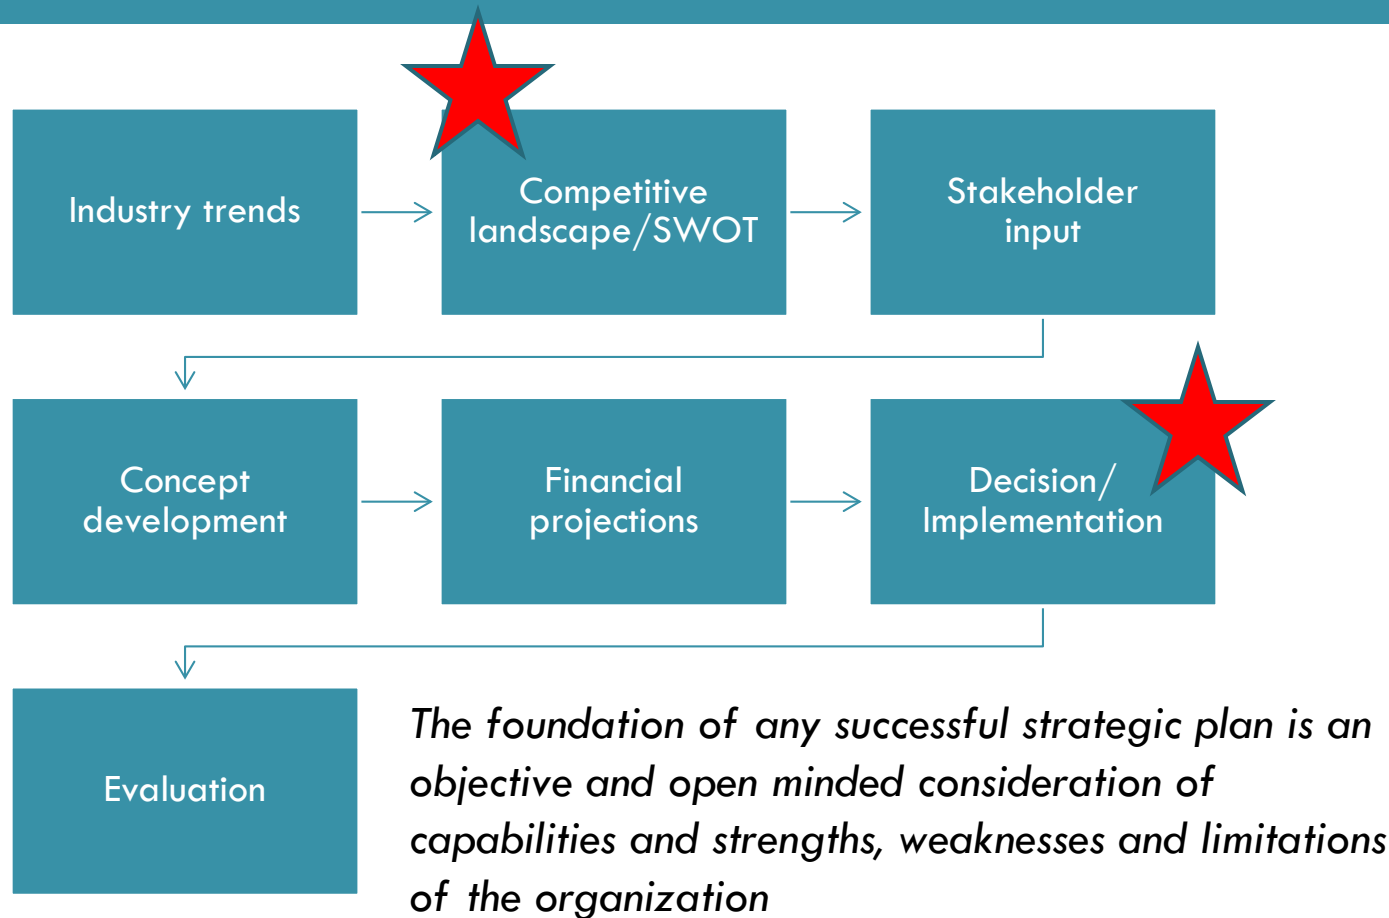 Industry trends
Competitive
landscape/SWOT
Stakeholder
input
Concept
development
Financial
projections
Decision/
Implementation
Evaluation
The foundation of any successful strategic plan is an
objective and open minded consideration of
capabilities and strengths, weaknesses and limitations
of the organization